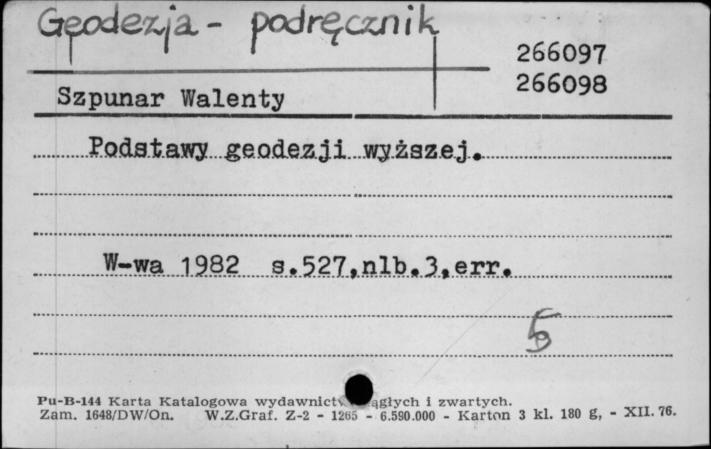 Geodezja - podręcznik
266097
266098
Szpunar Walenty
Podstawy geodezji wyższej.
W-wa 1982 s.527,nlb.3,err.
5
Pu-B-144 Karta Katalogowa wydawnictw ągłych i zwartych.
Zam. 1648/DW/On. W.Z.Graf. Z-2 - 1265 - 6.590.000 - Karton 3 kl. 180 g, - XII. 76.